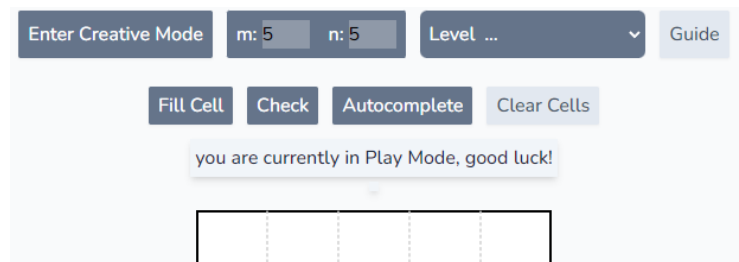 Enter Creative Mode m: 5 n: 5 Level ... Guide
Fill Cell Check Autocomplete Clear Cells
you are currently in Play Mode, good luck!